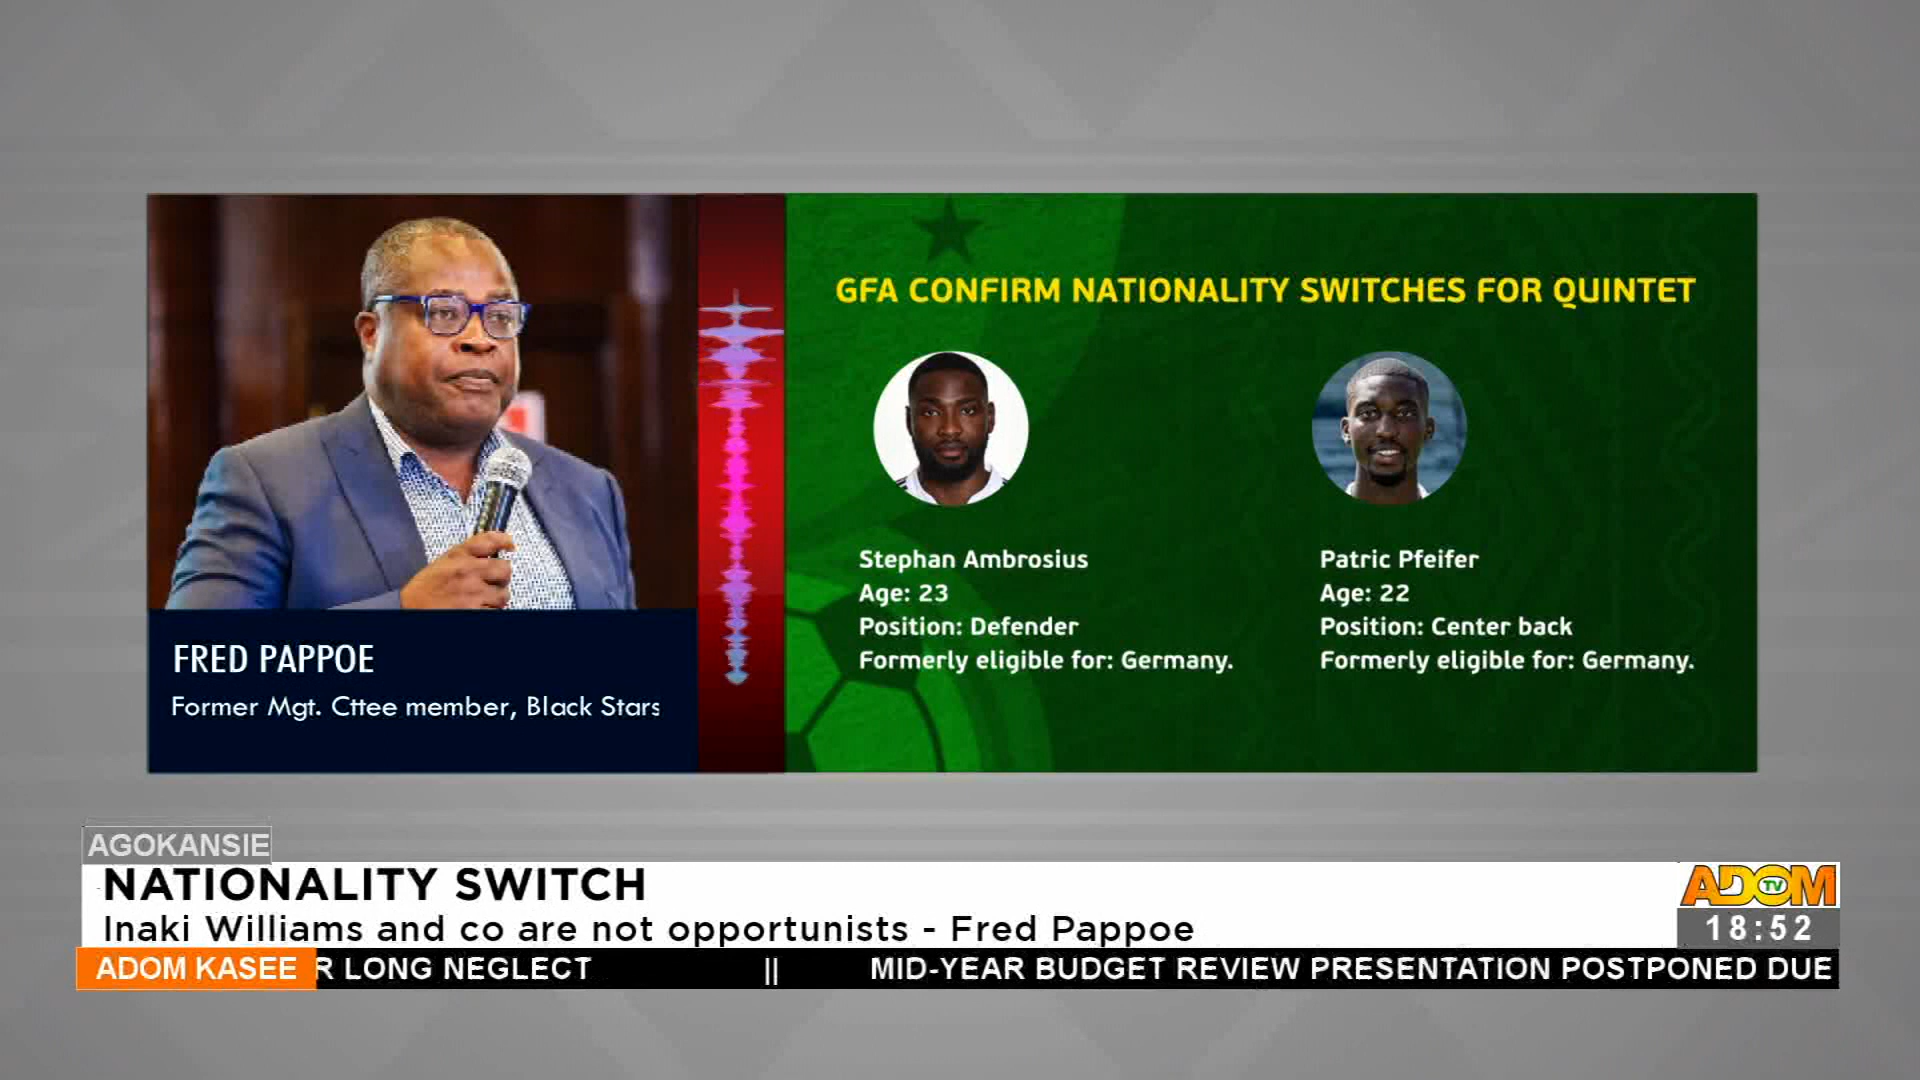 GFA CONFIRM NATIONALITY SWITCHES FOR QUINTET
Stephan Ambrosius
Age: 23
Position: Defender
Formerly eligible for: Germany.
Patric Pfeifer
Age: 22
Position: Center back
Formerly eligible for: Germany.
FRED PAPPOE
Former Mgt. Cttee member, Black Stars
AGOKANSIE
NATIONALITY SWITCH
Inaki Williams and co are not opportunists - Fred Pappoe
ADOM TV
18:52
ADOM KASEE
R LONG NEGLECT || MID-YEAR BUDGET REVIEW PRESENTATION POSTPONED DUE